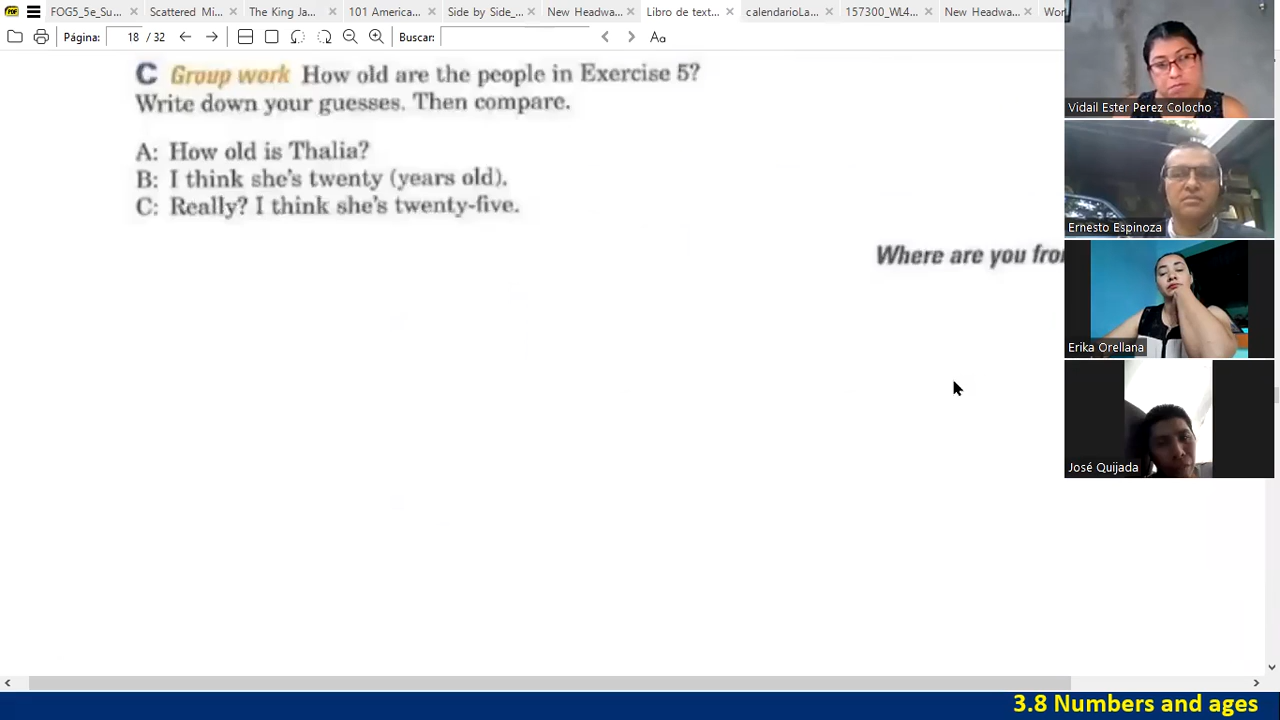 FOG5_5e_Su...
Scattered Mi...
The King Ja...
101 America...
Side by Side_...
New Headwa...
Libro de text...
calendarioLa...
157300_WL4...
New Headwa...
Wor
Página: 18 / 32
Buscar:
Aa
C Group work How old are the people in Exercise 5?
Write down your guesses. Then compare.
A: How old is Thalia?
B: I think she's twenty (years old).
C: Really? I think she's twenty-five.
Where are you fro
Vidail Ester Perez Colocho
Ernesto Espinoza
Erika Orellana
José Quijada
3.8 Numbers and ages